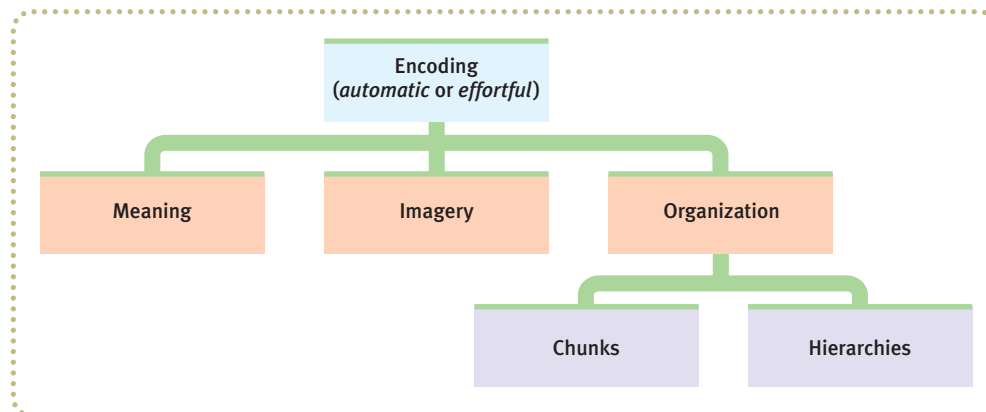 Encoding
(automatic or effortful)
Meaning
Imagery
Organization
Chunks
Hierarchies